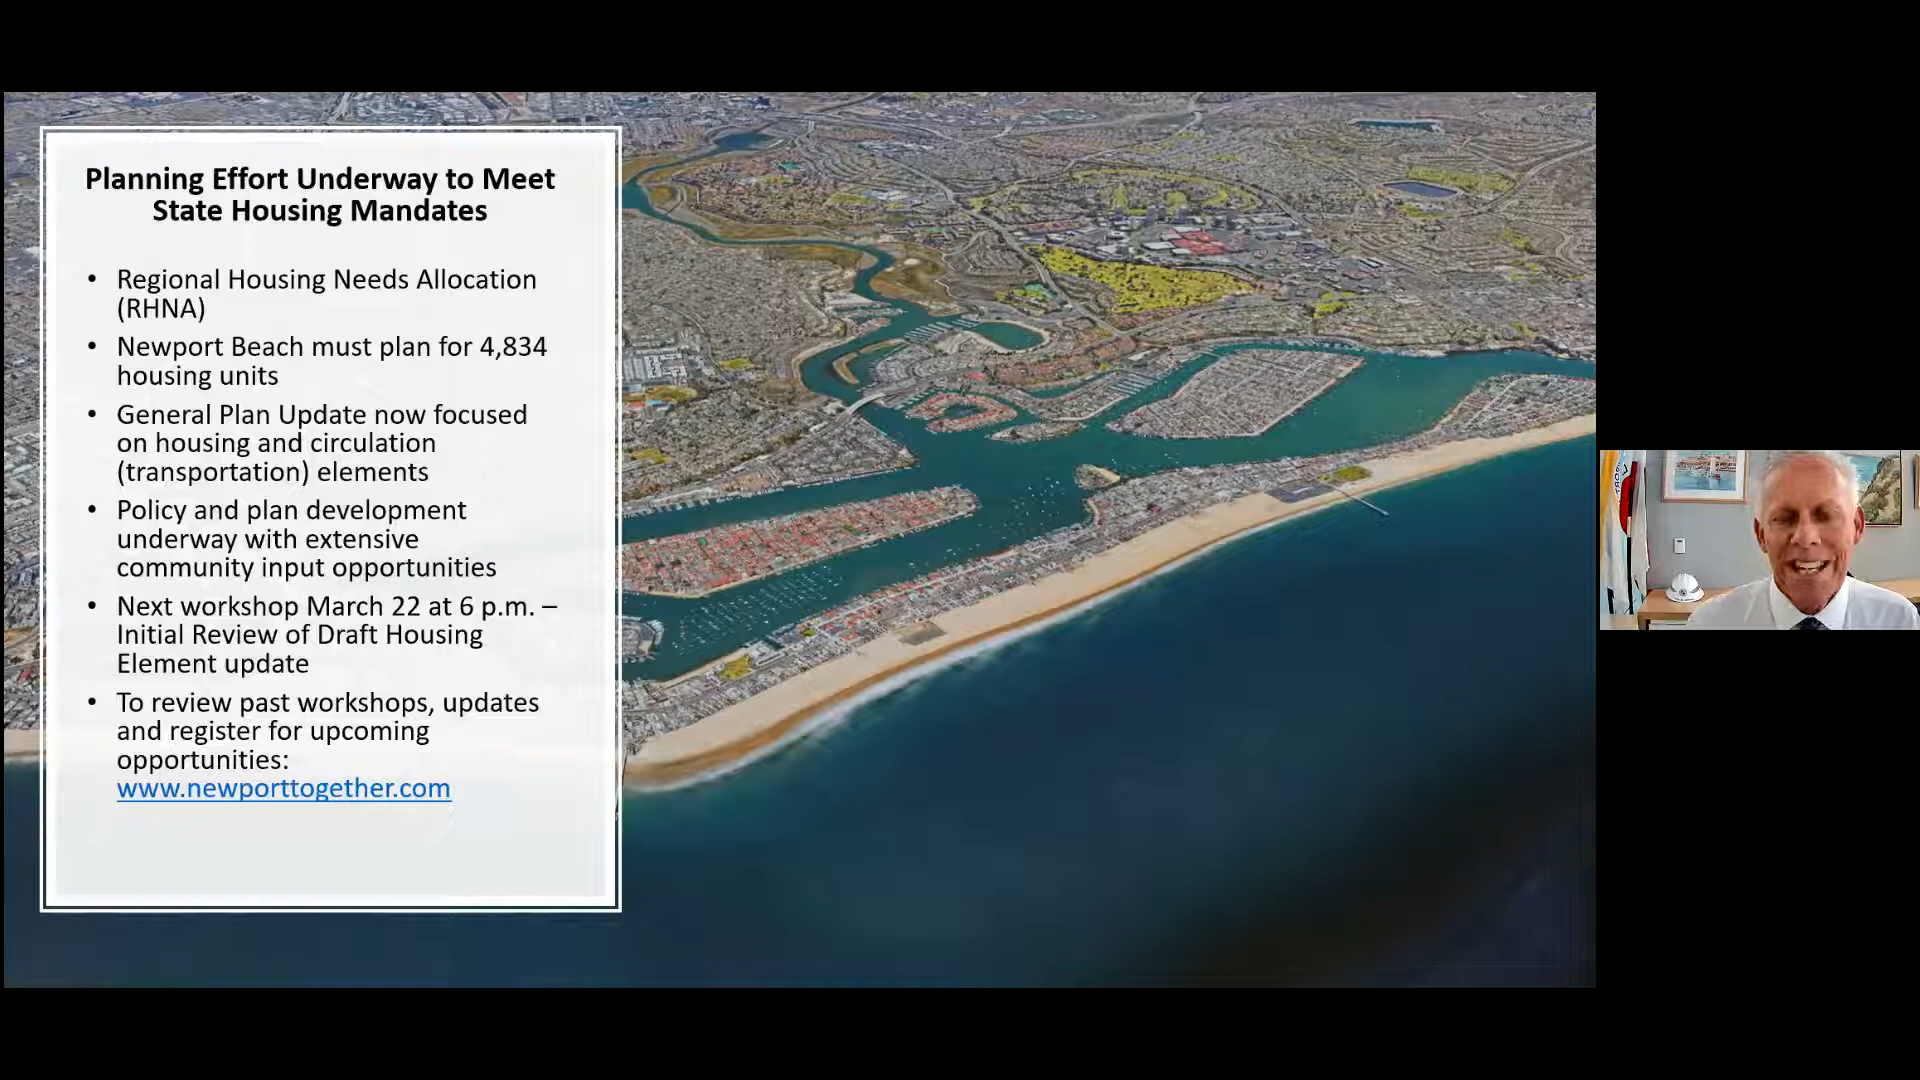 Planning Effort Underway to Meet
State Housing Mandates
• Regional Housing Needs Allocation
(RHNA)
• Newport Beach must plan for 4,834
housing units
• General Plan Update now focused
on housing and circulation
(transportation) elements
• Policy and plan development
underway with extensive
community input opportunities
• Next workshop March 22 at 6 p.m. –
Initial Review of Draft Housing
Element update
• To review past workshops, updates
and register for upcoming
opportunities:
www.newporttogether.com